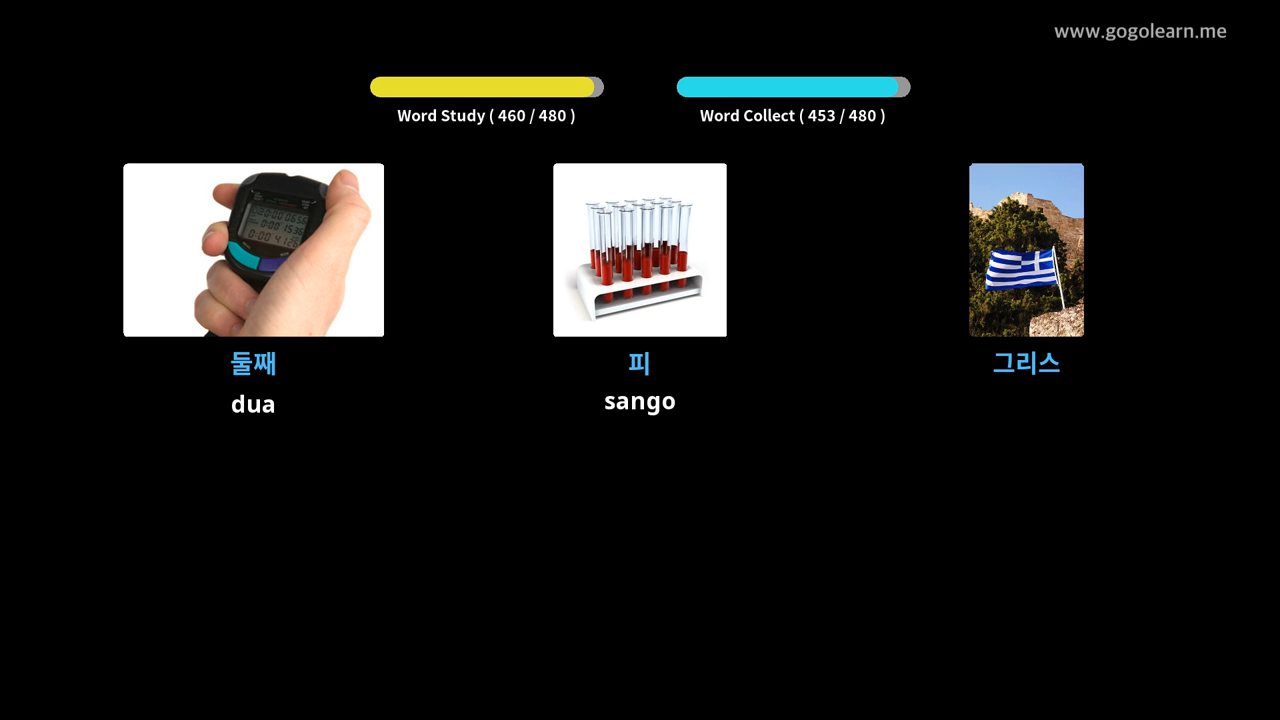 www.gogolearn.me
Word Study ( 460 / 480 )
Word Collect ( 453 / 480 )
둘째
피
그리스
dua
sango